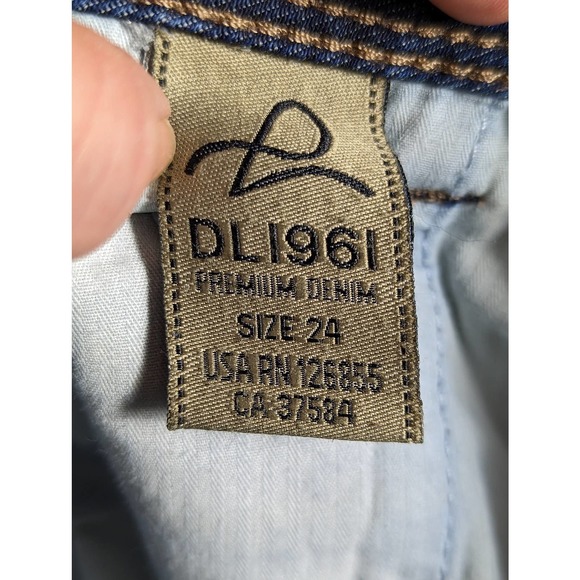 DL1961
PREMIUM DENIM
SIZE 24
USA RN 126855
CA 37584